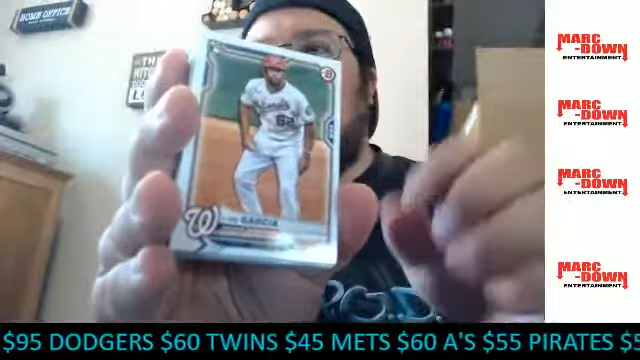 HOME OFFICE
MARC
-DOWN
ENTERTAINMENT
MARC
-DOWN
ENTERTAINMENT
MARC
-DOWN
ENTERTAINMENT
MARC
-DOWN
ENTERTAINMENT
B
62
W
GARCIA
$95 DODGERS $60 TWINS $45 METS $60 A'S $55 PIRATES